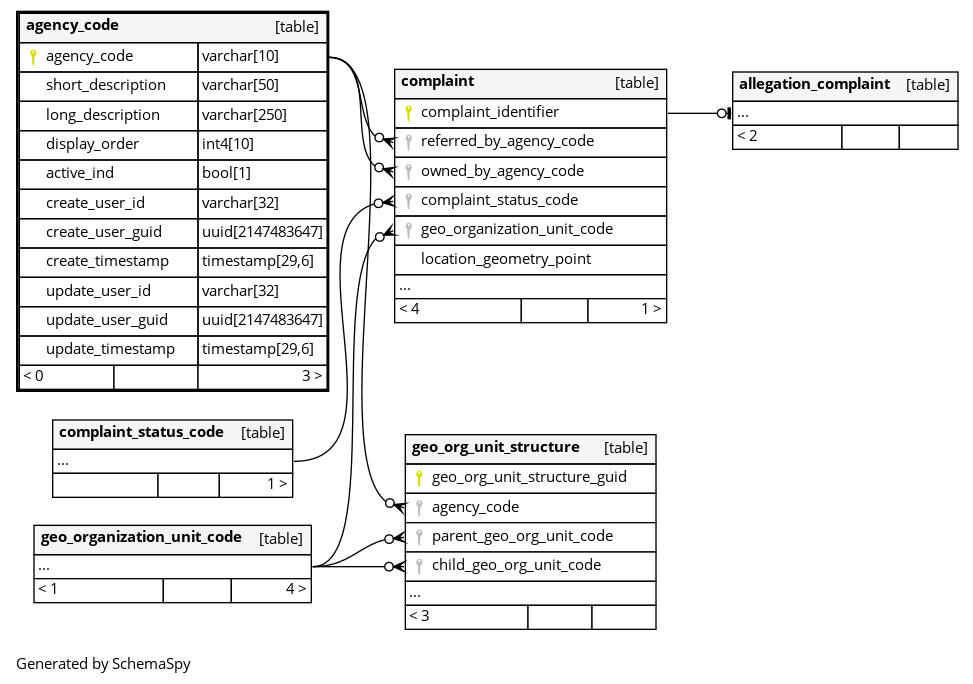 agency_code [table]
agency_code varchar[10]
short_description varchar[50]
long_description varchar[250]
display_order int4[10]
active_ind bool[1]
create_user_id varchar[32]
create_user_guid uuid[2147483647]
create_timestamp timestamp[29,6]
update_user_id varchar[32]
update_user_guid uuid[2147483647]
update_timestamp timestamp[29,6]
< 0 3 >
complaint [table]
complaint_identifier
referred_by_agency_code
owned_by_agency_code
complaint_status_code
geo_organization_unit_code
location_geometry_point
...
< 4 1 >
allegation_complaint [table]
...
< 2
complaint_status_code [table]
...
1 >
geo_org_unit_structure [table]
geo_org_unit_structure_guid
agency_code
parent_geo_org_unit_code
child_geo_org_unit_code
...
< 3
geo_organization_unit_code [table]
...
< 1 4 >
Generated by SchemaSpy